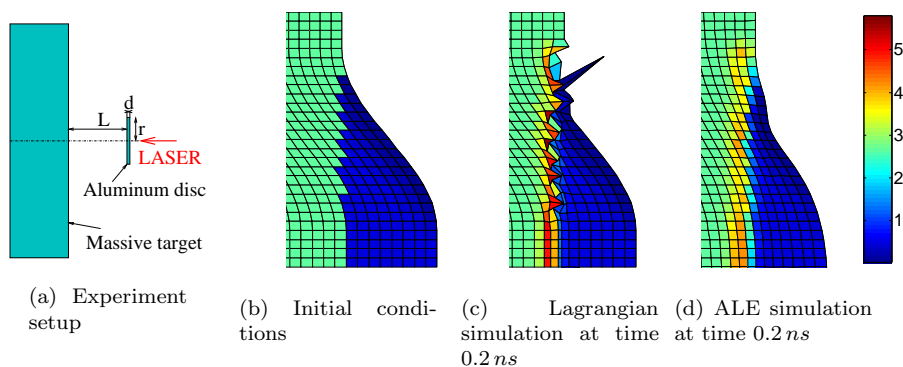 d
L
r
LASER
Aluminum disc
Massive target
5
4
3
2
1
(a) Experiment
setup
(b) Initial condi-
tions
(c) Lagrangian
simulation at time
0.2 ns
(d) ALE simulation
at time 0.2 ns